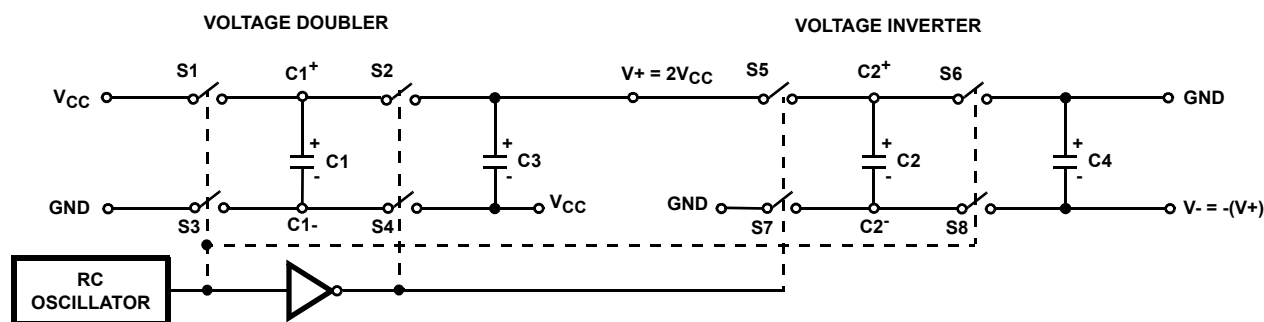 VOLTAGE DOUBLER
VOLTAGE INVERTER
S1
C1+
S2
V+ = 2VCC
S5
C2+
S6
VCC
GND
+
C1
-
+
C3
-
+
C2
-
+
C4
-
GND
S3
C1-
S4
VCC
GND
S7
C2-
S8
V- = -(V+)
RC
OSCILLATOR